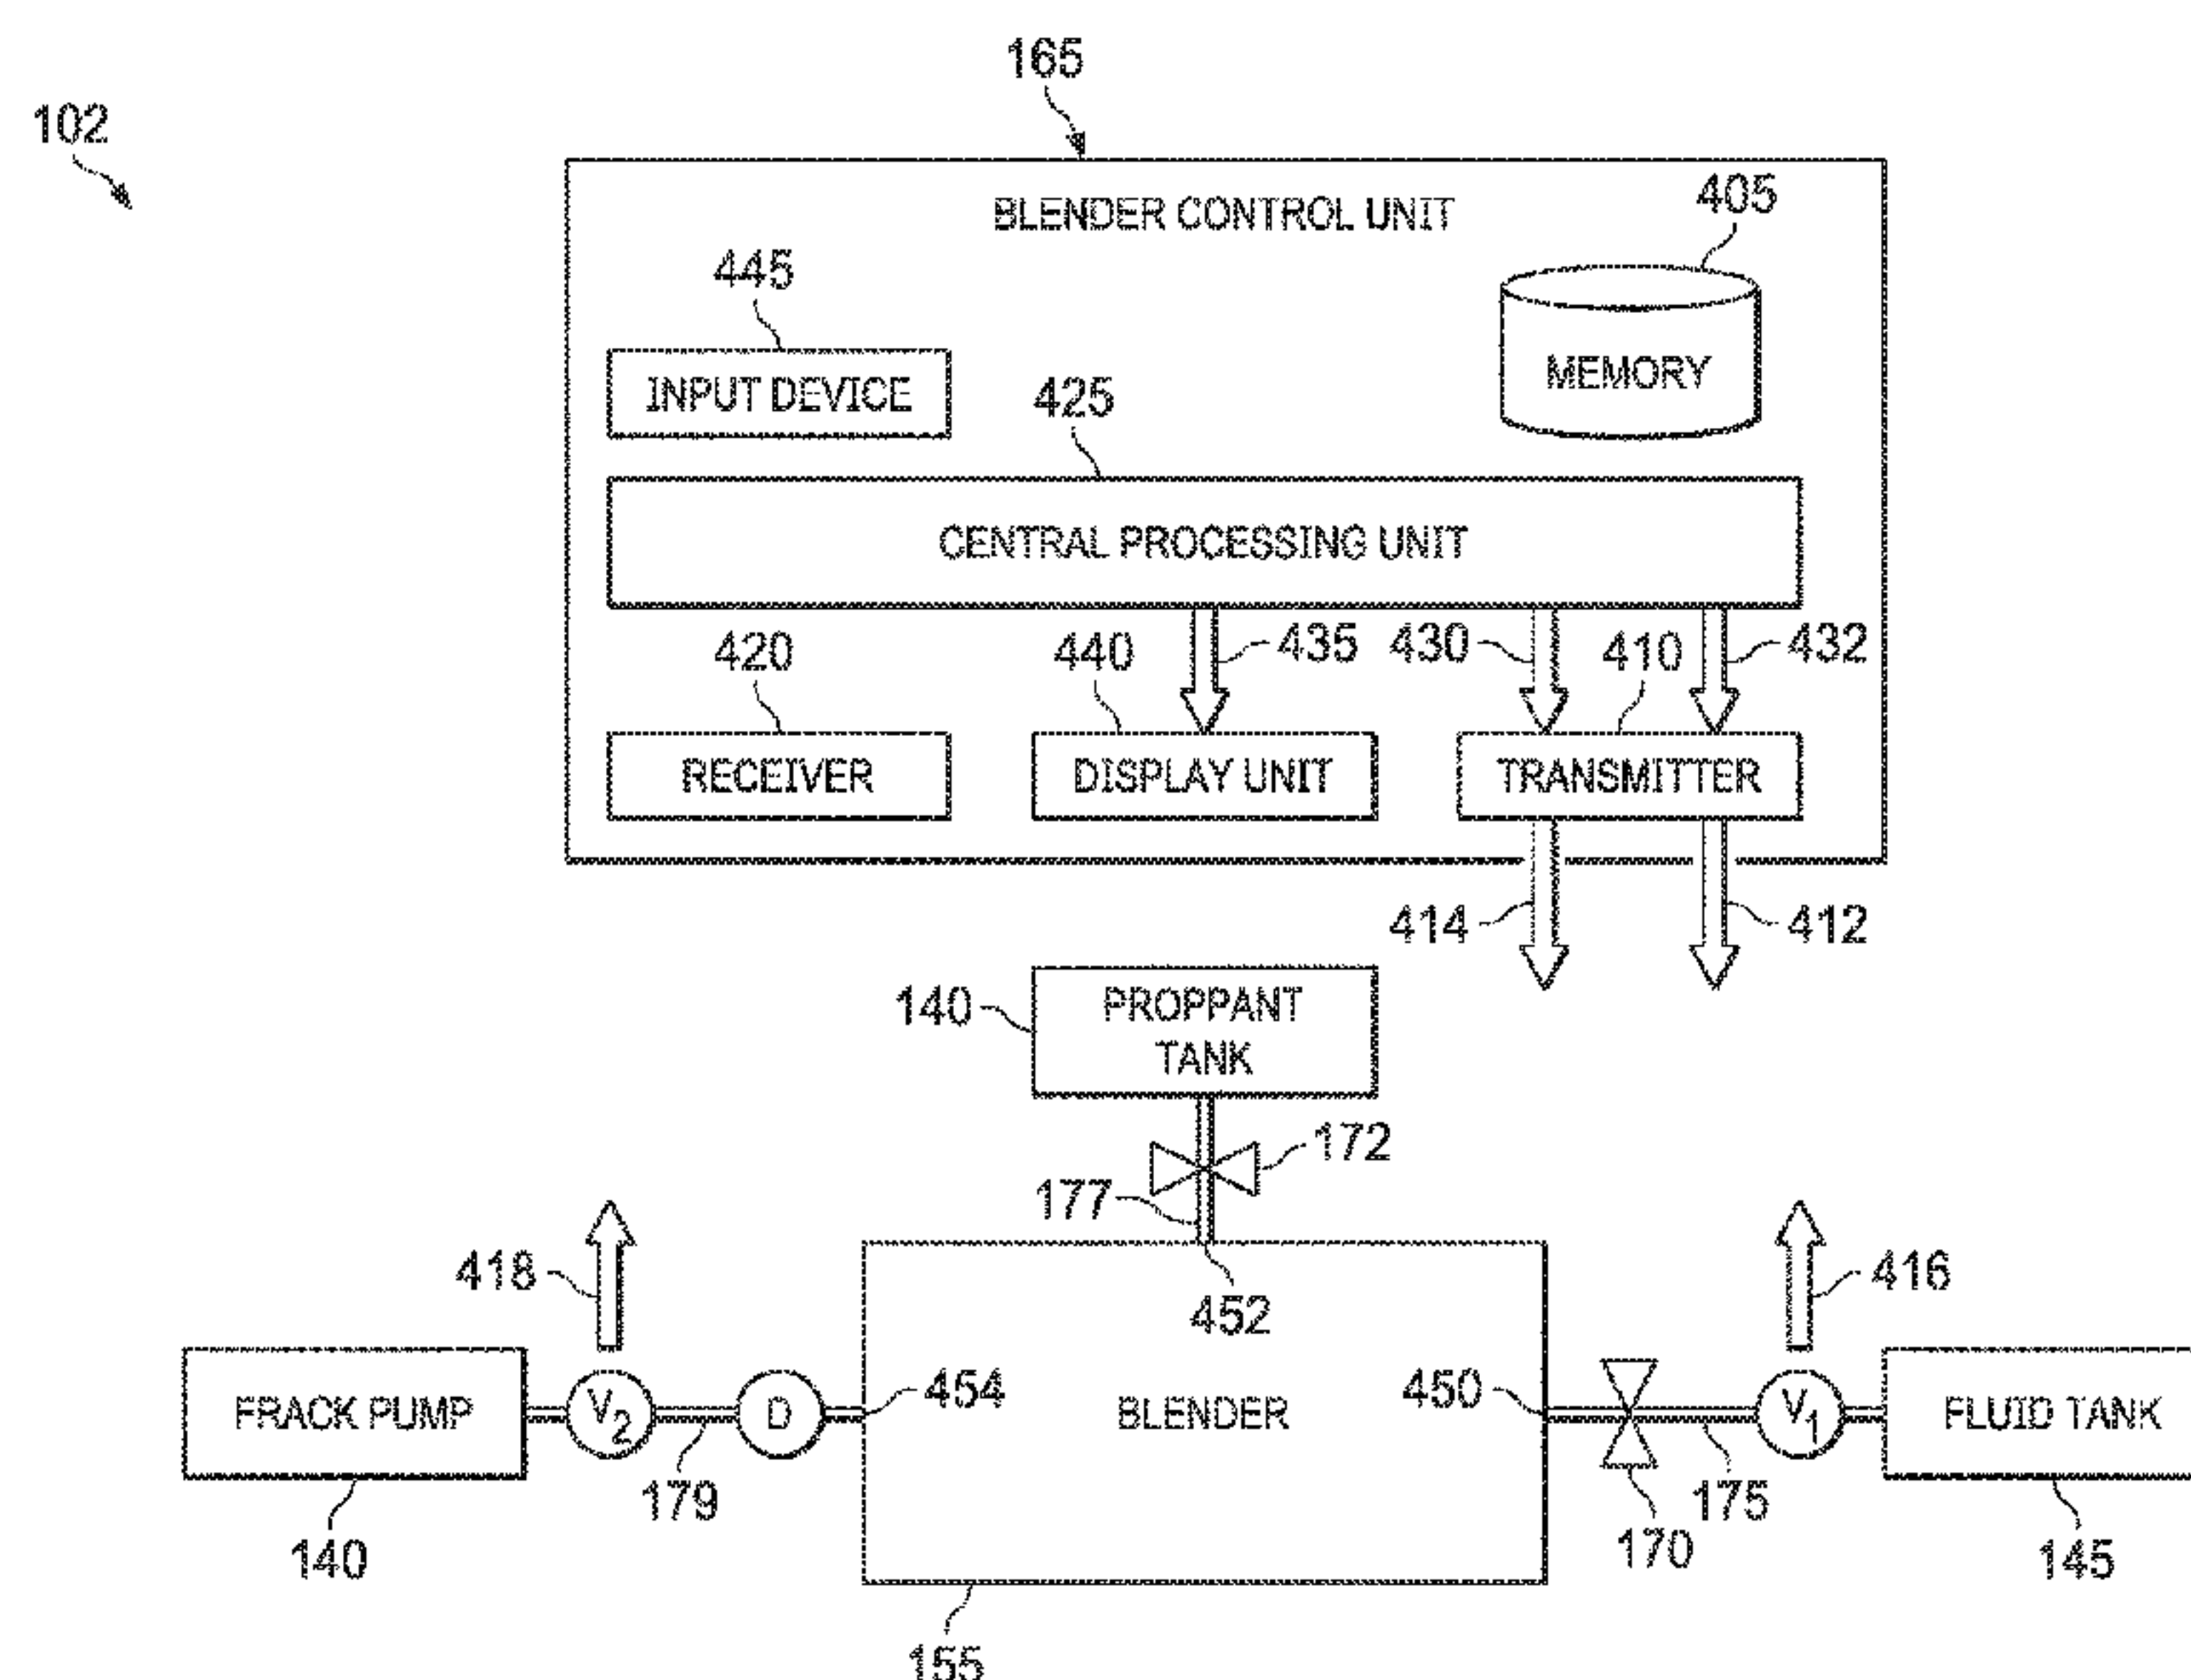 165
102
BLENDER CONTROL UNIT
405
445
INPUT DEVICE
MEMORY
425
CENTRAL PROCESSING UNIT
420
440
435
430
410
432
RECEIVER
DISPLAY UNIT
TRANSMITTER
414
412
140
PROPPANT
TANK
172
177
418
416
452
FRACK PUMP
V2
D
454
BLENDER
450
V1
FLUID TANK
179
175
140
170
145
155